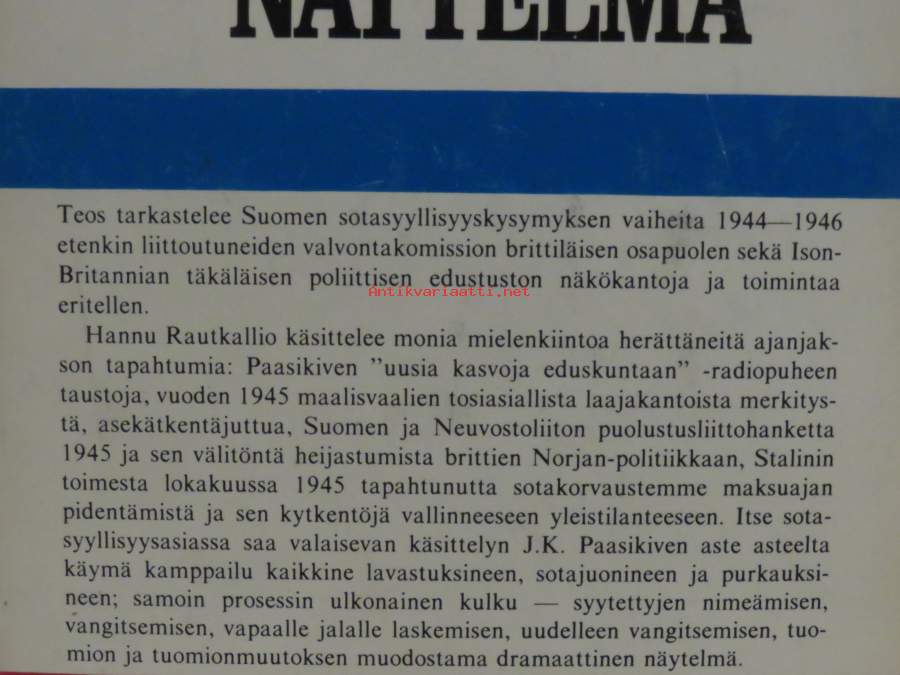 NÄYTELMÄ
Teos tarkastelee Suomen sotasyyllisyyskysymyksen vaiheita 1944—1946
etenkin liittoutuneiden valvontakomission brittiläisen osapuolen sekä Ison-
Britannian täkäläisen poliittisen edustuston näkökantoja ja toimintaa
Antikvariaatti.net
eritellen.
Hannu Rautkallio käsittelee monia mielenkiintoa herättäneitä ajanjak-
son tapahtumia: Paasikiven ”uusia kasvoja eduskuntaan” -radiopuheen
taustoja, vuoden 1945 maalisvaalien tosiasiallista laajakantoista merkitys-
tä, asekätkentäjuttua, Suomen ja Neuvostoliiton puolustusliittohanketta
1945 ja sen välitöntä heijastumista brittien Norjan-politiikkaan, Stalinin
toimesta lokakuussa 1945 tapahtunutta sotakorvaustemme maksuajan
pidentämistä ja sen kytkentöjä vallinneeseen yleistilanteeseen. Itse sota-
syyllisyysasiassa saa valaisevan käsittelyn J.K. Paasikiven aste asteelta
käymä kamppailu kaikkine lavastuksineen, sotajuonineen ja purkauksi-
neen; samoin prosessin ulkonainen kulku — syytettyjen nimeämisen,
vangitsemisen, vapaalle jalalle laskemisen, uudelleen vangitsemisen, tuo-
mion ja tuomionmuutoksen muodostama dramaattinen näytelmä.